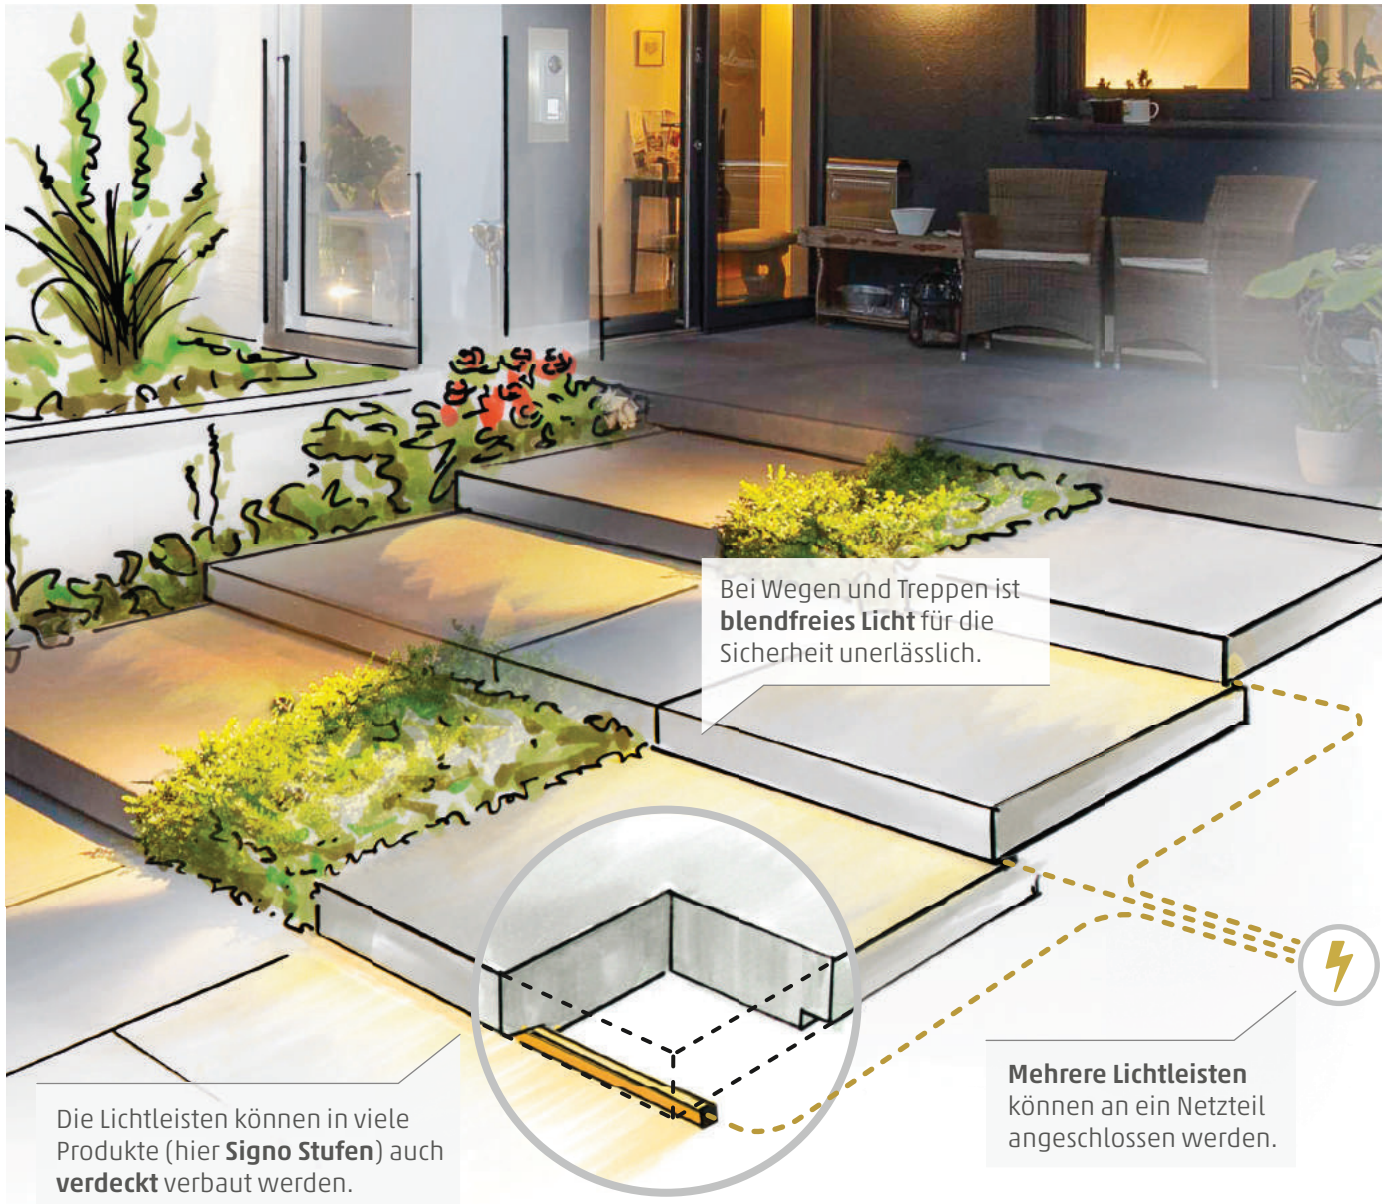 Bei Wegen und Treppen ist
blendfreies Licht für die
Sicherheit unerlässlich.
Mehrere Lichtleisten
können an ein Netzteil
angeschlossen werden.
Die Lichtleisten können in viele
Produkte (hier Signo Stufen) auch
verdeckt verbaut werden.